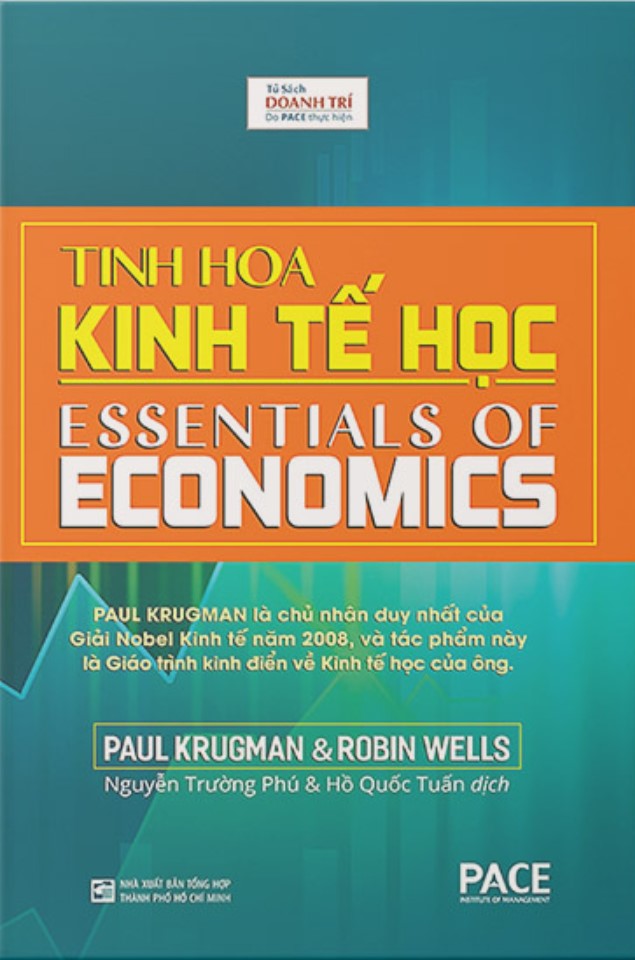 Tủ Sách
DOANH TRÍ
Do PACE thực hiện
TINH HOA
KINH TẾ HỌC
ESSENTIALS OF
ECONOMICS
PAUL KRUGMAN là chủ nhân duy nhất của
Giải Nobel Kinh tế năm 2008, và tác phẩm này
là Giáo trình kinh điển về Kinh tế học của ông.
PAUL KRUGMAN & ROBIN WELLS
Nguyễn Trường Phú & Hồ Quốc Tuấn dịch
NHÀ XUẤT BẢN TỔNG HỢP
THÀNH PHỐ HỒ CHÍ MINH
PACE
INSTITUTE OF MANAGEMENT